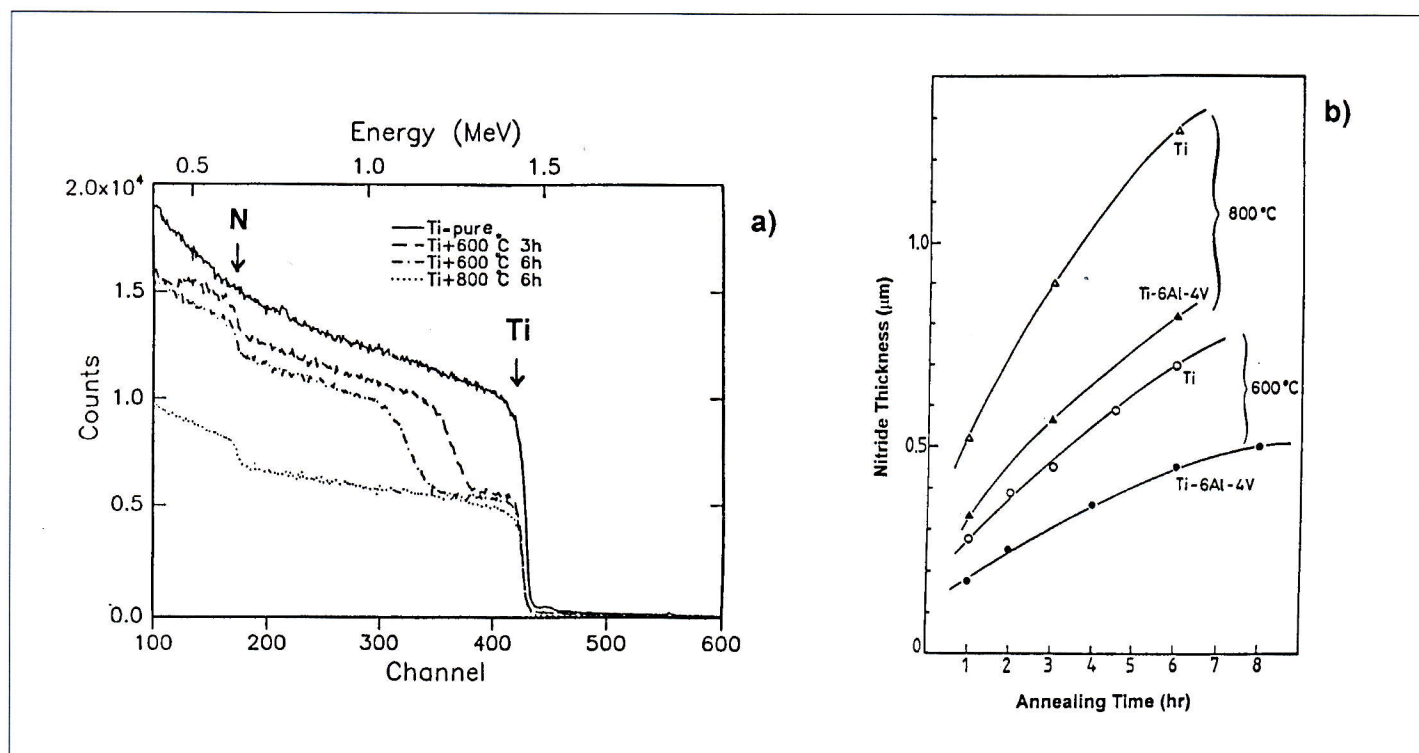 Energy (MeV)
0.5 1.0 1.5
2.0×10⁴
1.5
1.0
0.5
0.0
Counts
N
Ti
Ti-pure
Ti+600°C 3h
Ti+600°C 6h
Ti+800°C 6h
100 200 300 400 500 600
Channel
a)
b)
Nitride Thickness (μm)
1.0
0.5
0
Ti
800°C
Ti-6Al-4V
Ti
600°C
Ti-6Al-4V
1 2 3 4 5 6 7 8
Annealing Time (hr)